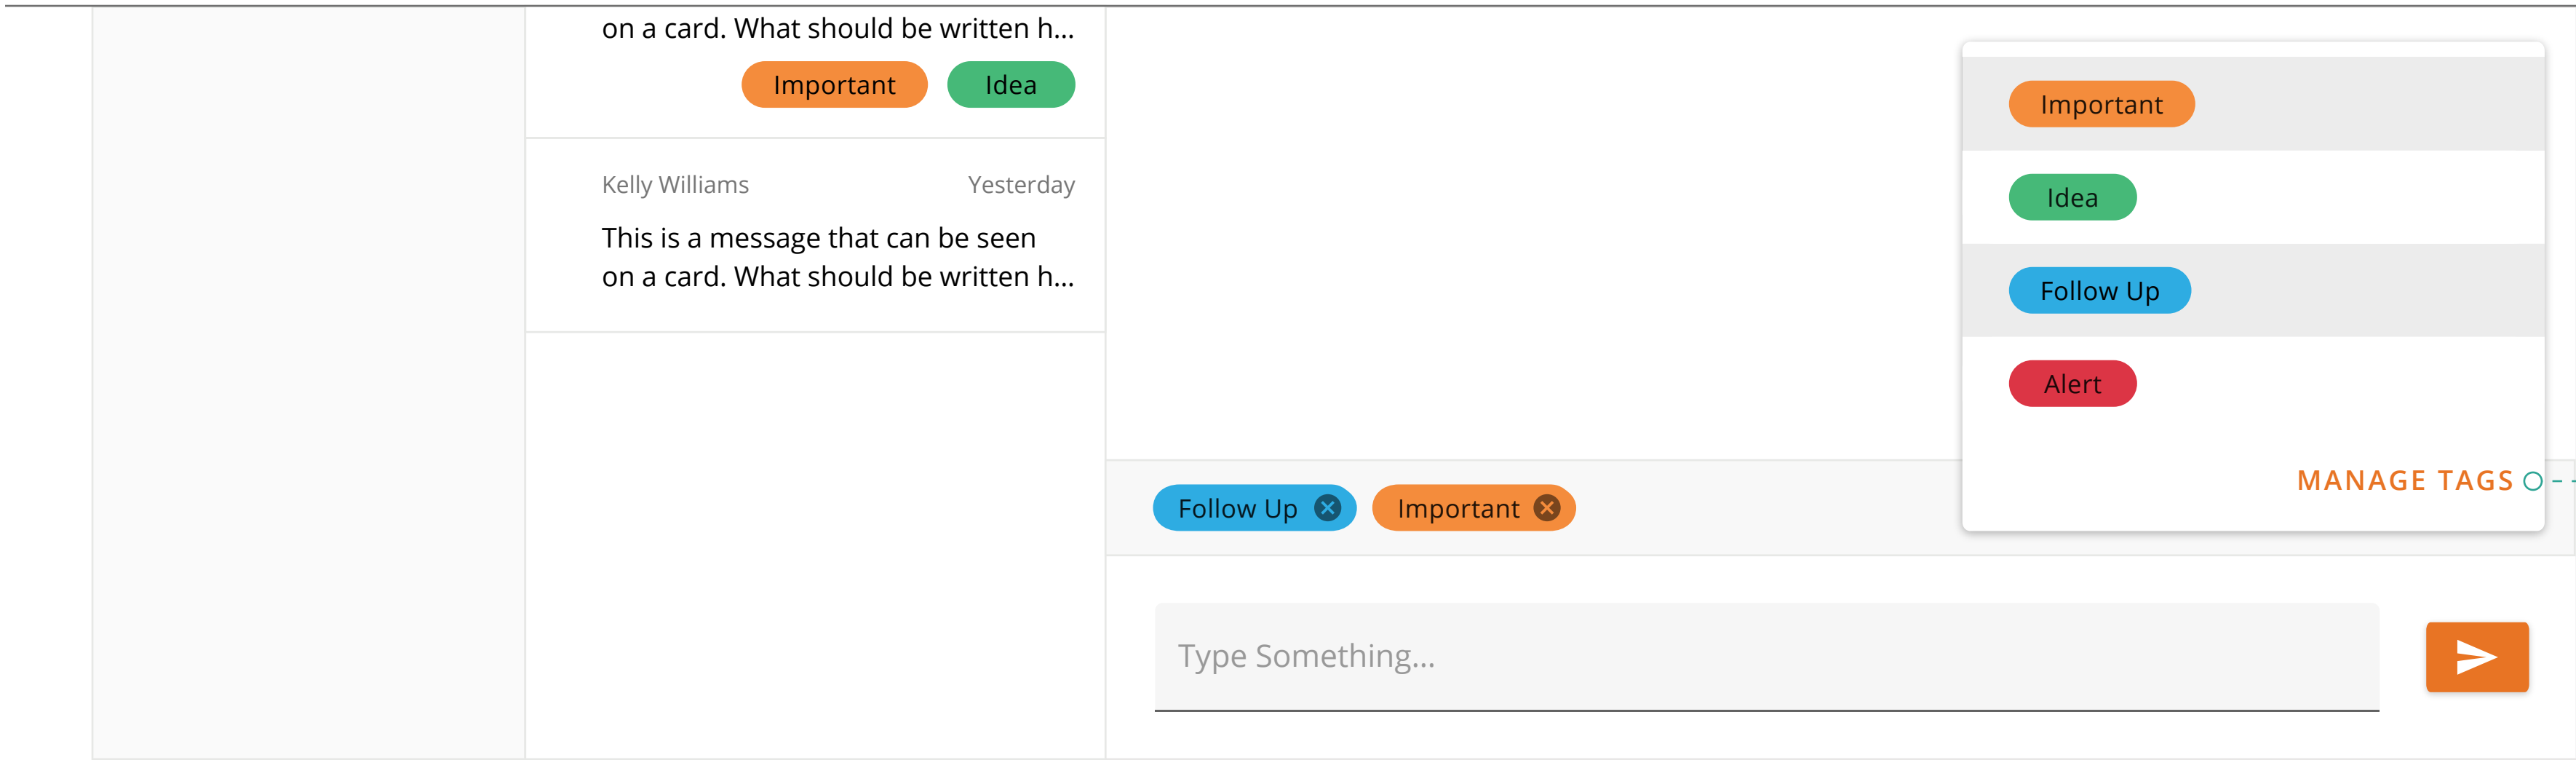 on a card. What should be written h...
Important Idea
Kelly Williams Yesterday
This is a message that can be seen
on a card. What should be written h...
Important
Idea
Follow Up
Alert
MANAGE TAGS
Follow Up Important
Type Something...